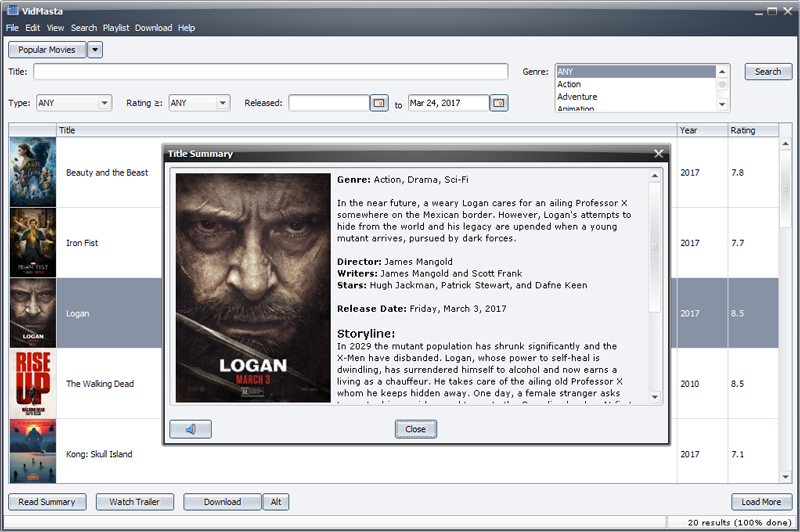 VidMasta
File Edit View Search Playlist Download Help
Popular Movies
Title: Genre: ANY Search
Action
Adventure
Animation
Type: ANY Rating ≥: ANY Released: to Mar 24, 2017
Title Year Rating
Beauty and the Beast 2017 7.8
Iron Fist 2017 7.7
Logan 2017 8.5
The Walking Dead 2010 8.5
Kong: Skull Island 2017 7.1
IRON FIST
LOGAN
RISE UP
THE WALKING DEAD
Title Summary
LOGAN
MARCH 3
R
Genre: Action, Drama, Sci-Fi
In the near future, a weary Logan cares for an ailing Professor X
somewhere on the Mexican border. However, Logan's attempts to
hide from the world and his legacy are upended when a young
mutant arrives, pursued by dark forces.
Director: James Mangold
Writers: James Mangold and Scott Frank
Stars: Hugh Jackman, Patrick Stewart, and Dafne Keen
Release Date: Friday, March 3, 2017
Storyline:
In 2029 the mutant population has shrunk significantly and the
X-Men have disbanded. Logan, whose power to self-heal is
dwindling, has surrendered himself to alcohol and now earns a
living as a chauffeur. He takes care of the ailing old Professor X
whom he keeps hidden away. One day, a female stranger asks
Close
Read Summary Watch Trailer Download Alt Load More
20 results (100% done)